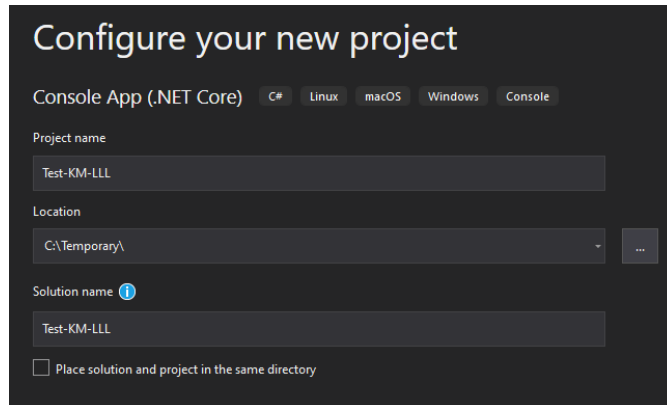 Configure your new project
Console App (.NET Core) C# Linux macOS Windows Console
Project name
Test-KM-LLL
Location
C:\Temporary\
...
Solution name
Test-KM-LLL
Place solution and project in the same directory